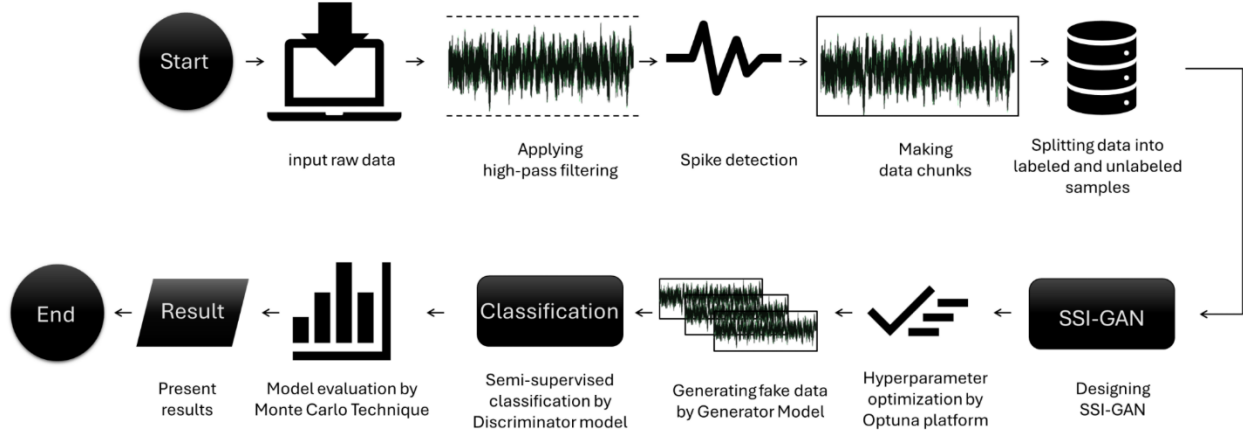 Start
input raw data
Applying
high-pass filtering
Spike detection
Making
data chunks
Splitting data into
labeled and unlabeled
samples
SSI-GAN
Designing
SSI-GAN
Hyperparameter
optimization by
Optuna platform
Generating fake data
by Generator Model
Classification
Semi-supervised
classification by
Discriminator model
Model evaluation by
Monte Carlo Technique
Result
Present
results
End